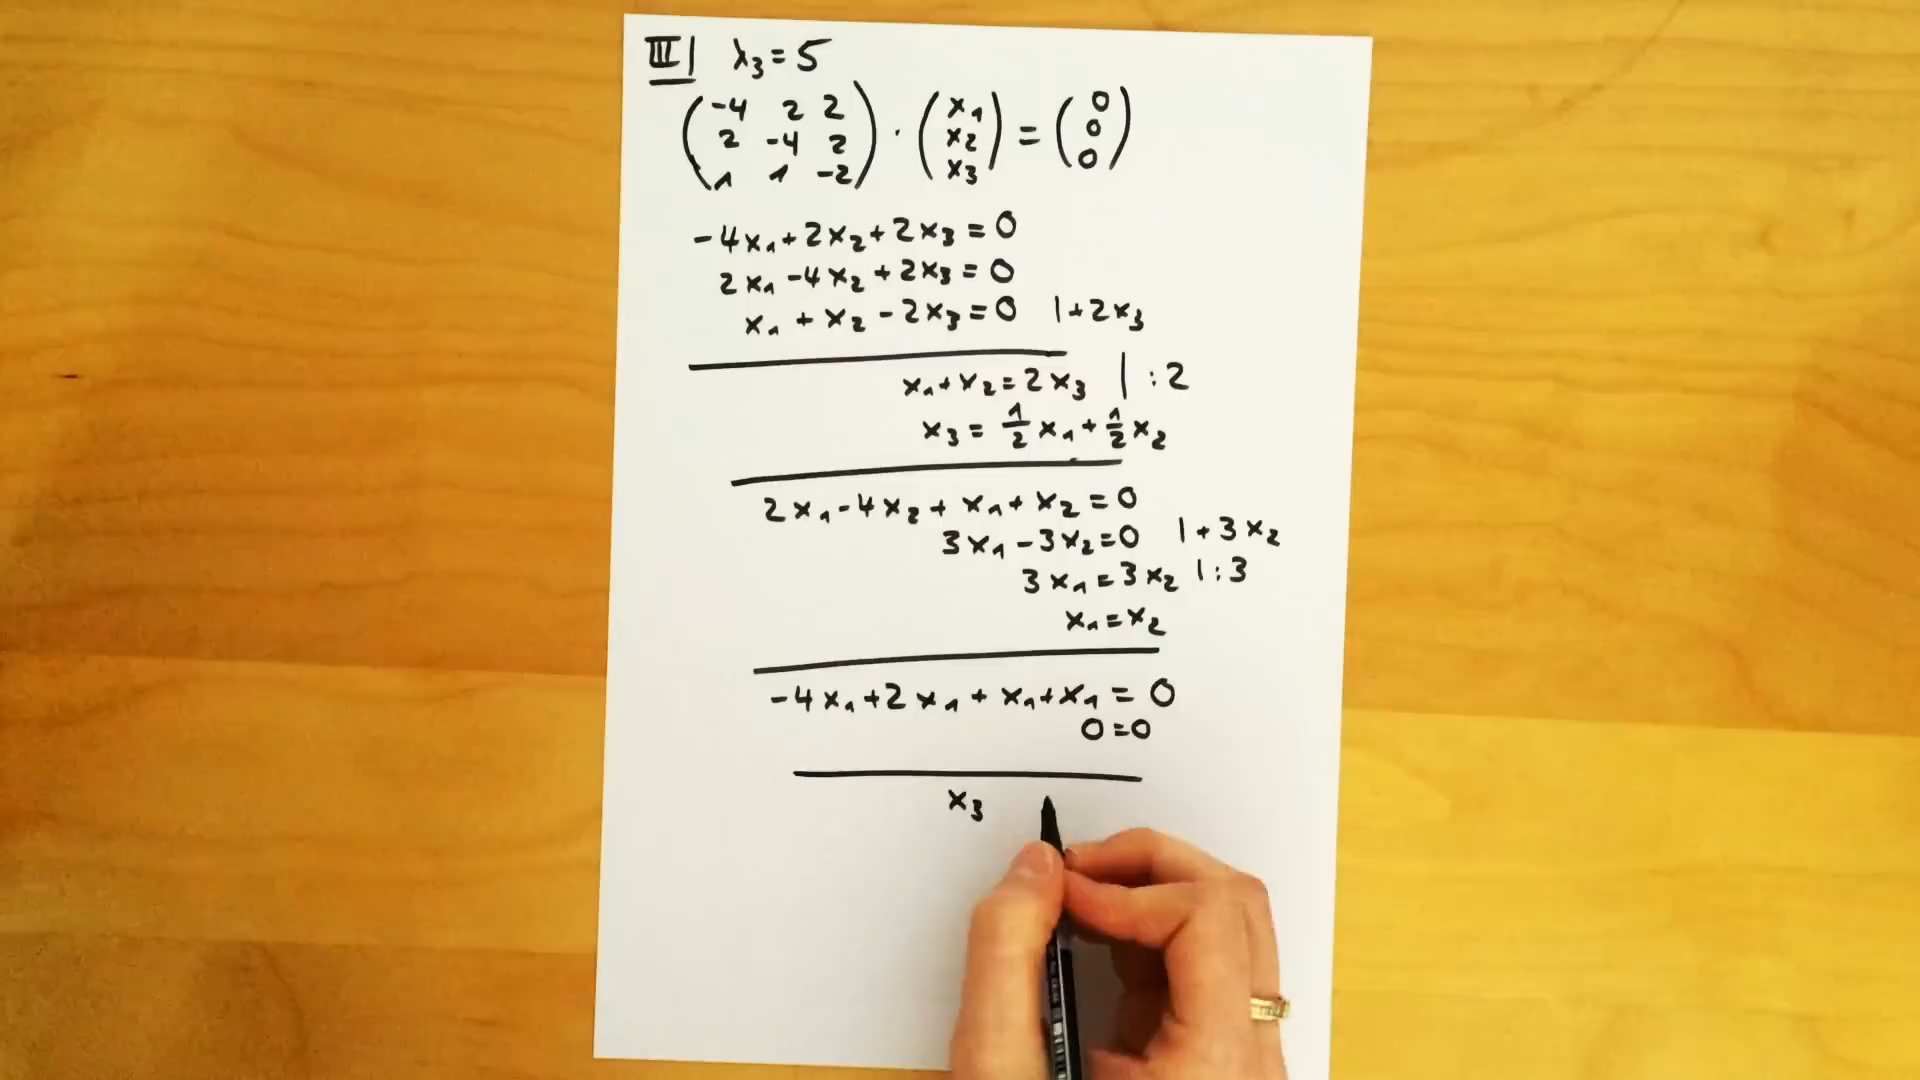 III) λ₃ = 5
(-4 2 2; 2 -4 2; 1 1 -2) · (x₁; x₂; x₃) = (0; 0; 0)
-4x₁ + 2x₂ + 2x₃ = 0
2x₁ - 4x₂ + 2x₃ = 0
x₁ + x₂ - 2x₃ = 0 | + 2x₃
x₁ + x₂ = 2x₃ | : 2
x₃ = 1/2 x₁ + 1/2 x₂
2x₁ - 4x₂ + x₁ + x₂ = 0
3x₁ - 3x₂ = 0 | + 3x₂
3x₁ = 3x₂ | : 3
x₁ = x₂
-4x₁ + 2x₁ + x₁ + x₁ = 0
0 = 0
x₃